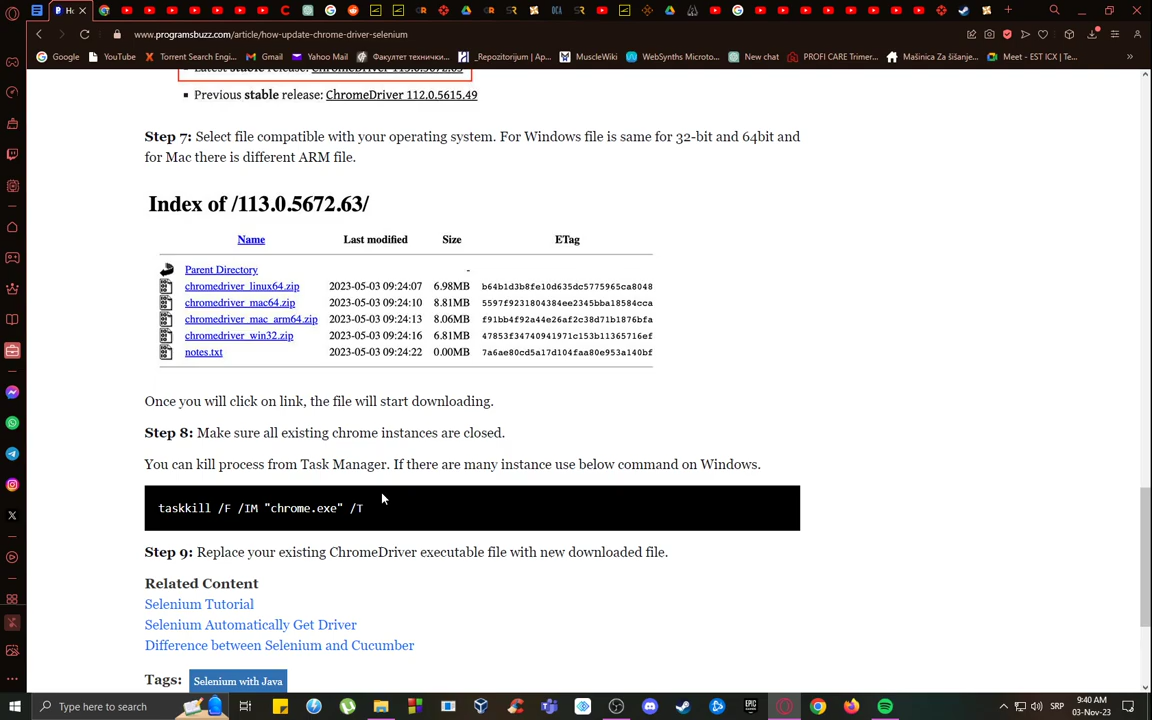 Ho
www.programsbuzz.com/article/how-update-chrome-driver-selenium
Google YouTube Torrent Search Engi... Gmail Yahoo Mail Факултет технички... _Repozitorijum | Ap... MuscleWiki WebSynths Microto... New chat PROFI CARE Trimer... Mašinica Za šišanje... Meet - EST ICX | Te...
Latest stable release: ChromeDriver 113.0.5672.63
Previous stable release: ChromeDriver 112.0.5615.49
Step 7: Select file compatible with your operating system. For Windows file is same for 32-bit and 64bit and
for Mac there is different ARM file.
Index of /113.0.5672.63/
Name Last modified Size ETag
Parent Directory -
chromedriver_linux64.zip 2023-05-03 09:24:07 6.98MB b64b1d3b8fe10d635dc5775965ca8048
chromedriver_mac64.zip 2023-05-03 09:24:10 8.81MB 5597f9231804384ee2345bba18584cca
chromedriver_mac_arm64.zip 2023-05-03 09:24:13 8.06MB f91bb4f92a44e26af2c38d71b1876bfa
chromedriver_win32.zip 2023-05-03 09:24:16 6.81MB 47853f34740941971c153b11365716ef
notes.txt 2023-05-03 09:24:22 0.00MB 7a6ae80cd5a17d104faa80e953a140bf
Once you will click on link, the file will start downloading.
Step 8: Make sure all existing chrome instances are closed.
You can kill process from Task Manager. If there are many instance use below command on Windows.
taskkill /F /IM "chrome.exe" /T
Step 9: Replace your existing ChromeDriver executable file with new downloaded file.
Related Content
Selenium Tutorial
Selenium Automatically Get Driver
Difference between Selenium and Cucumber
Tags: Selenium with Java
Type here to search
SRP
9:40 AM
03-Nov-23